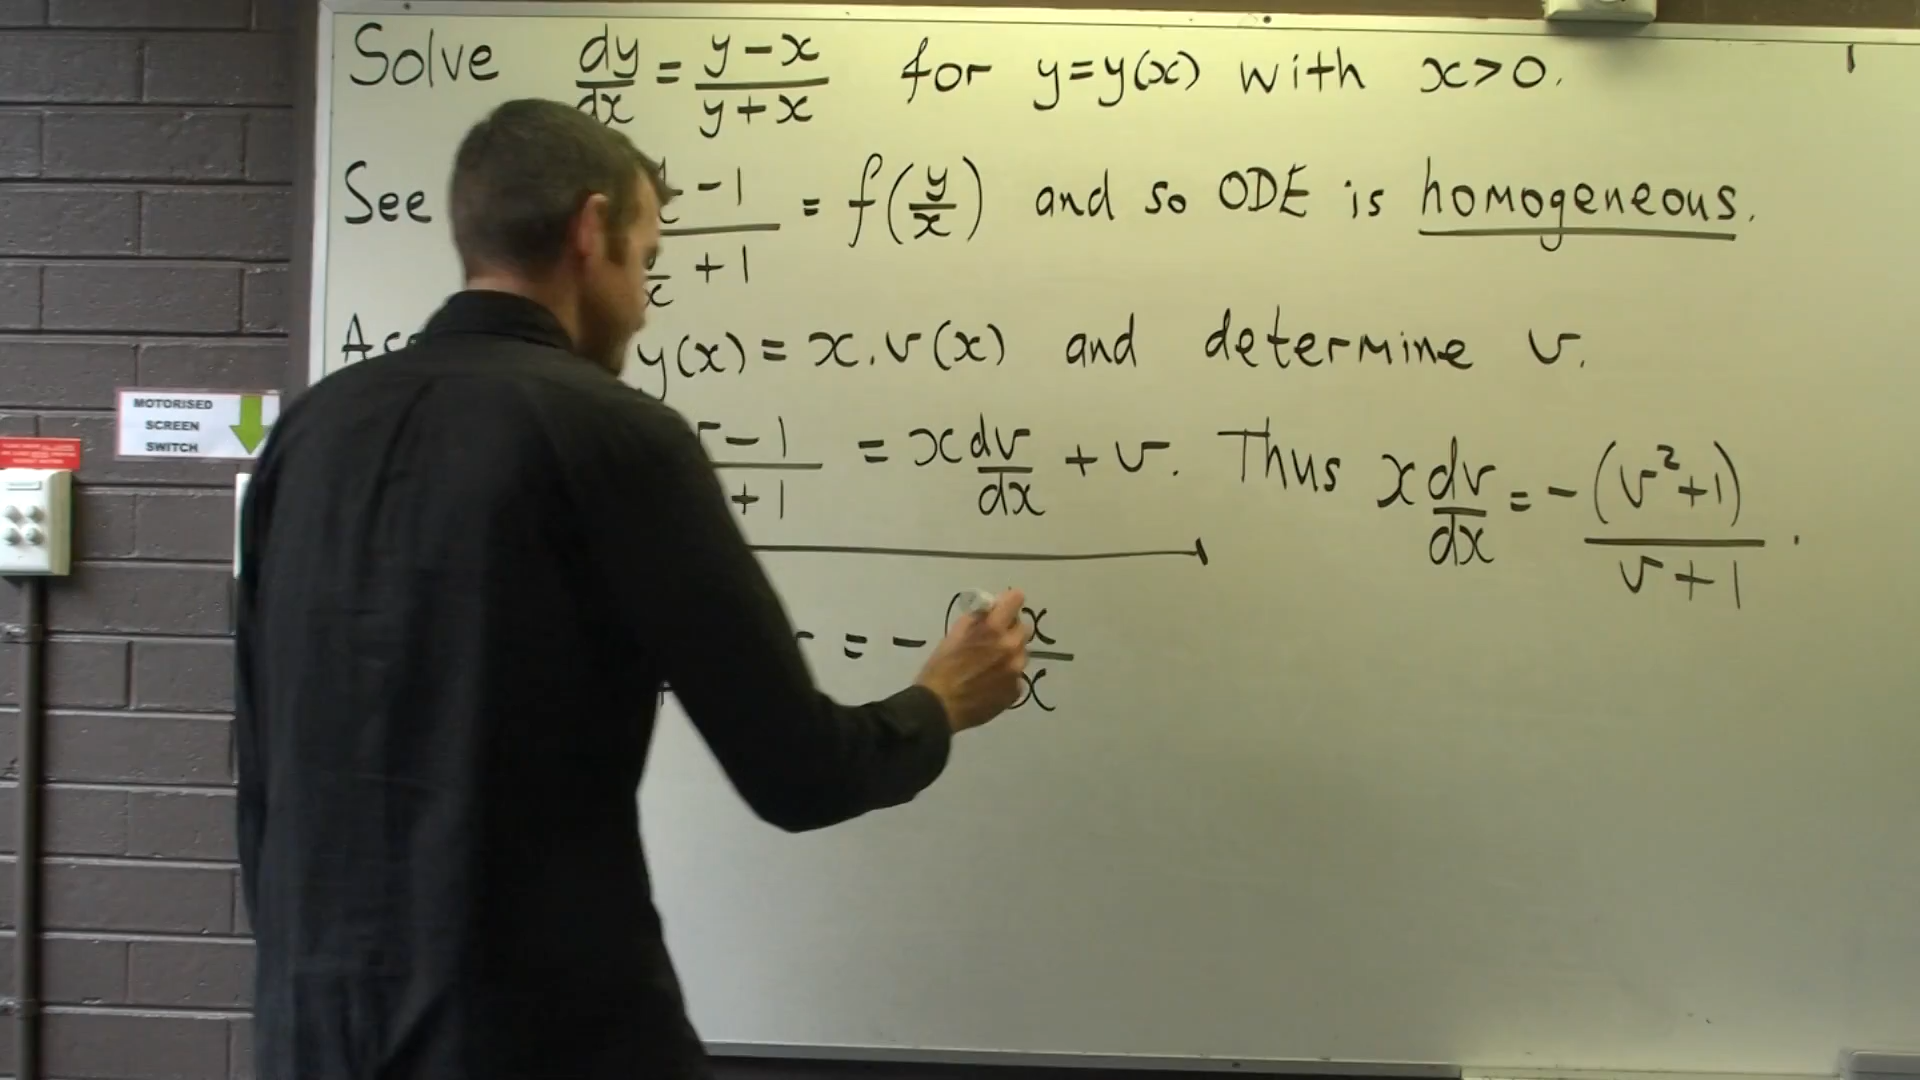 Solve dy/dx = (y-x)/(y+x) for y=y(x) with x>0.
See -1 / +1 = f(y/x) and so ODE is homogeneous.
y(x) = x.v(x) and determine v.
v-1 / +1 = x dv/dx + v. Thus x dv/dx = -(v²+1)/(v+1).
= - x/x
MOTORISED
SCREEN
SWITCH